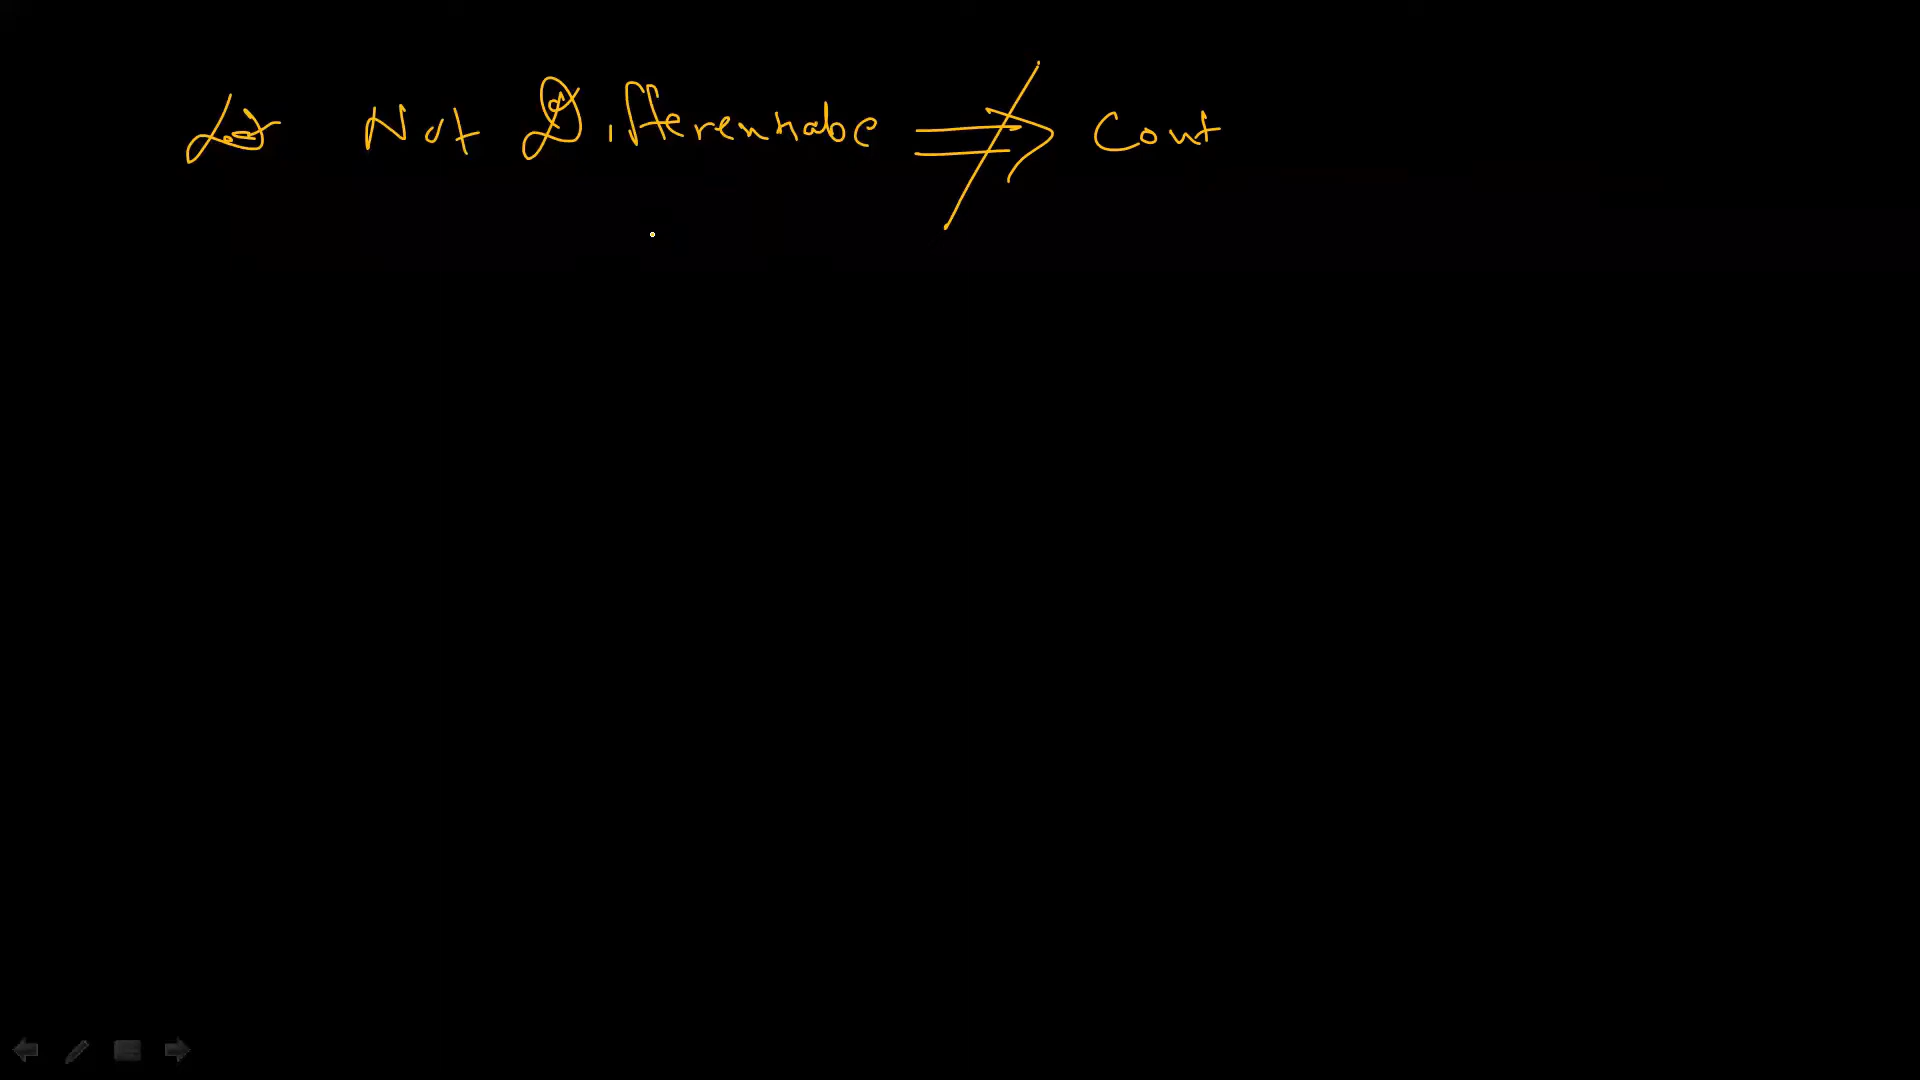 Not Differentiable ⇏ Cont